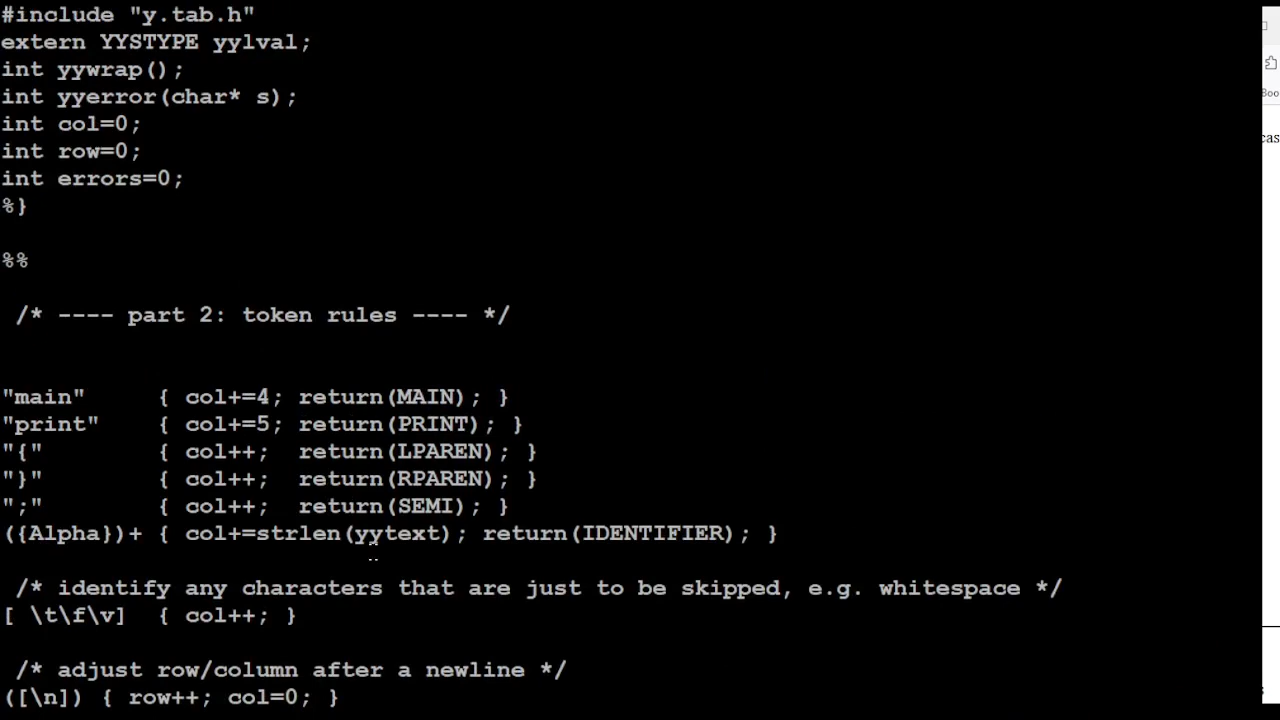 #include "y.tab.h"
extern YYSTYPE yylval;
int yywrap();
int yyerror(char* s);
int col=0;
int row=0;
int errors=0;
%}
%%
/* ---- part 2: token rules ---- */
"main"     { col+=4; return(MAIN); }
"print"    { col+=5; return(PRINT); }
"{"        { col++;  return(LPAREN); }
"}"        { col++;  return(RPAREN); }
";"        { col++;  return(SEMI); }
({Alpha})+ { col+=strlen(yytext); return(IDENTIFIER); }
/* identify any characters that are just to be skipped, e.g. whitespace */
[ \t\f\v]  { col++; }
/* adjust row/column after a newline */
([\n]) { row++; col=0; }